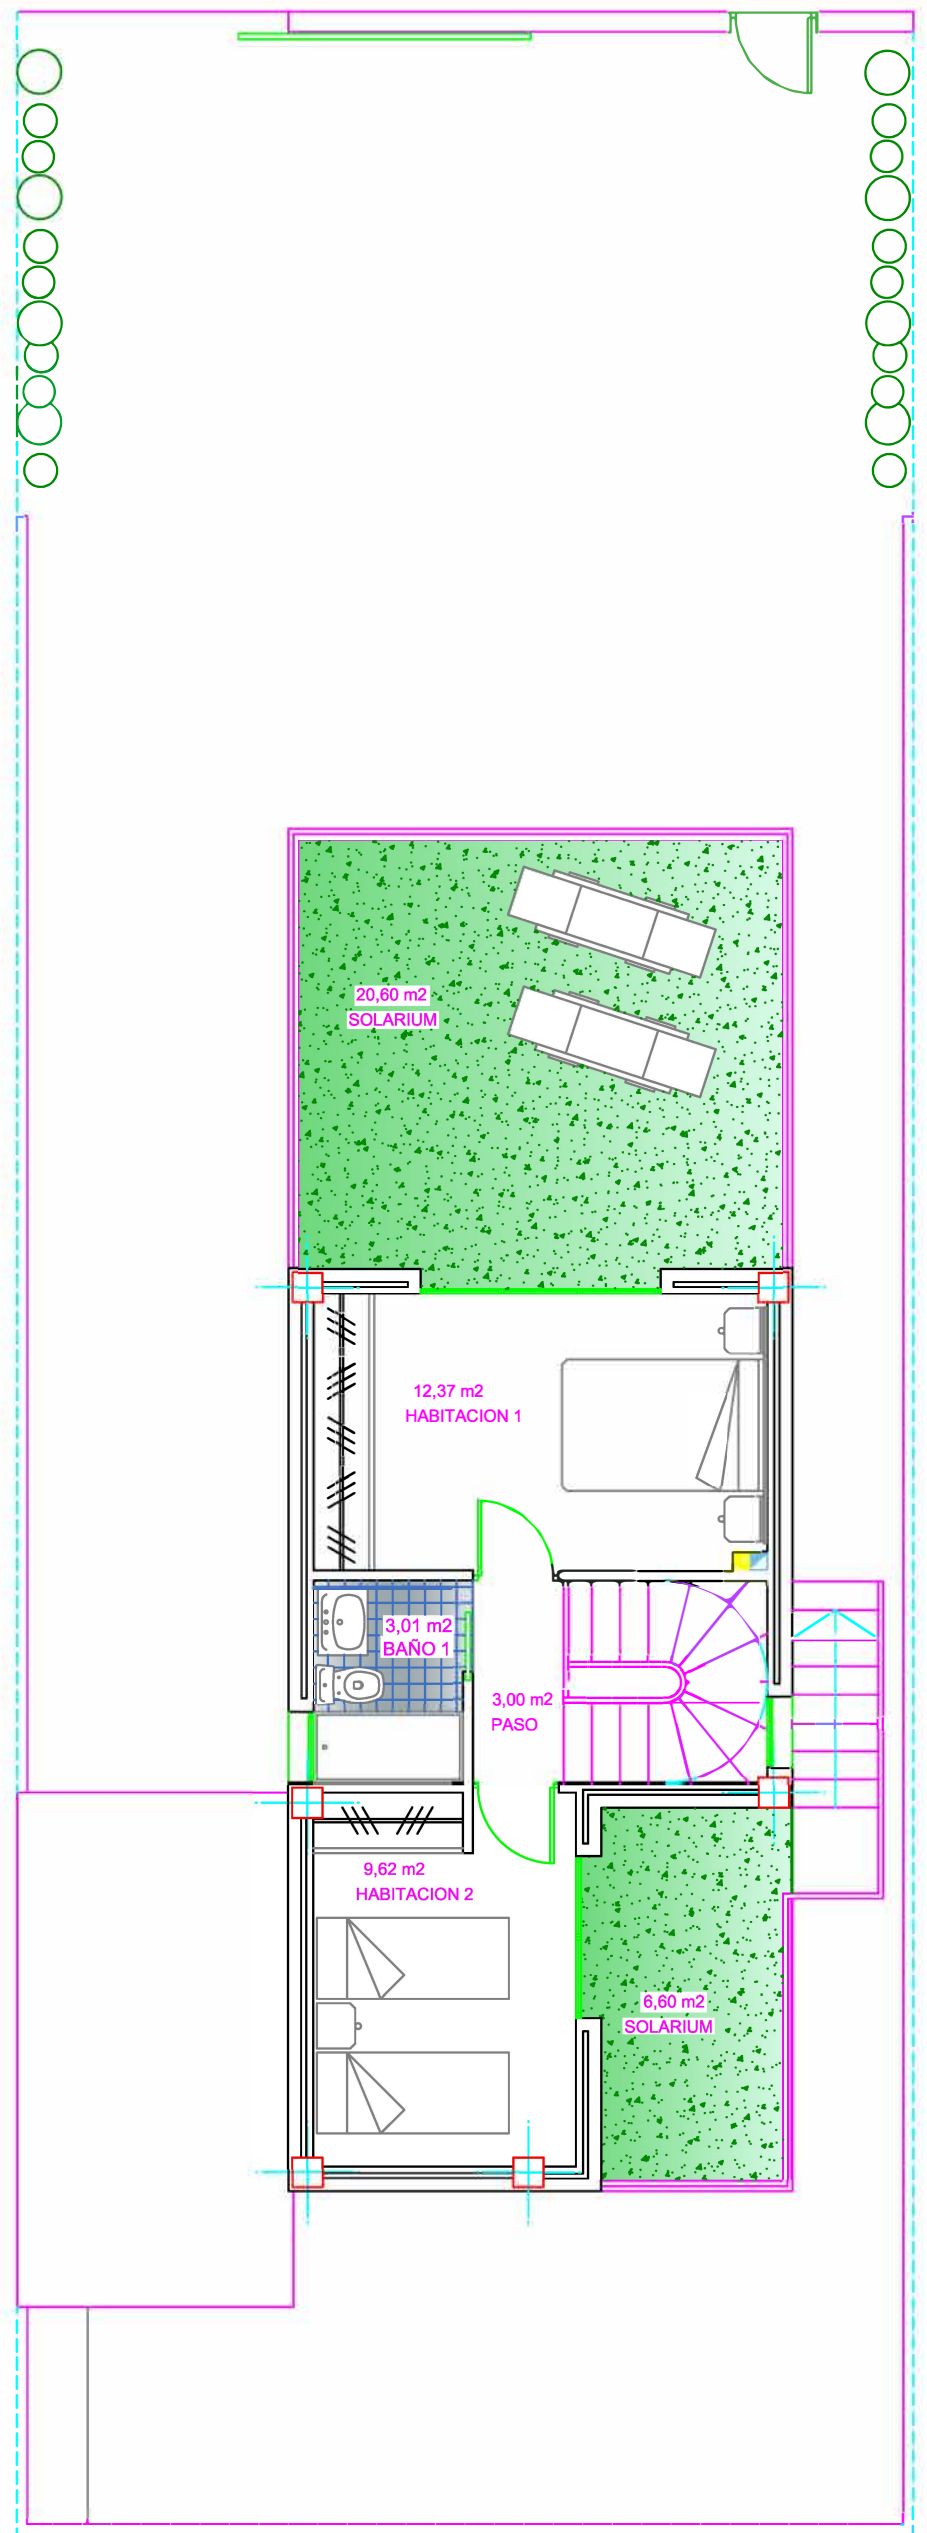 20,60 m2
SOLARIUM
12,37 m2
HABITACION 1
3,01 m2
BAÑO 1
3,00 m2
PASO
9,62 m2
HABITACION 2
6,60 m2
SOLARIUM